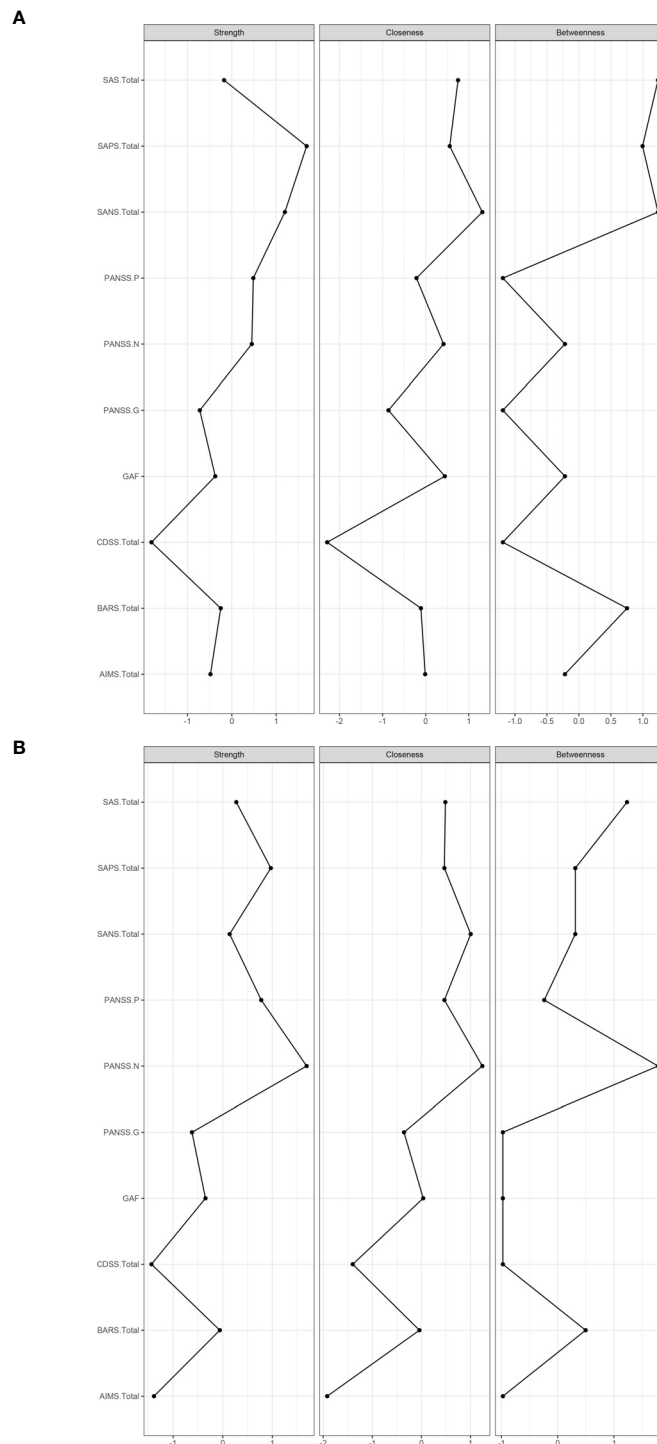 A
Strength Closeness Betweenness
SAS.Total
SAPS.Total
SANS.Total
PANSS.P
PANSS.N
PANSS.G
GAF
CDSS.Total
BARS.Total
AIMS.Total
-1 0 1 -2 -1 0 1 -1.0 -0.5 0.0 0.5 1.0
B
Strength Closeness Betweenness
SAS.Total
SAPS.Total
SANS.Total
PANSS.P
PANSS.N
PANSS.G
GAF
CDSS.Total
BARS.Total
AIMS.Total
-1 0 1 -2 -1 0 1 -1 0 1